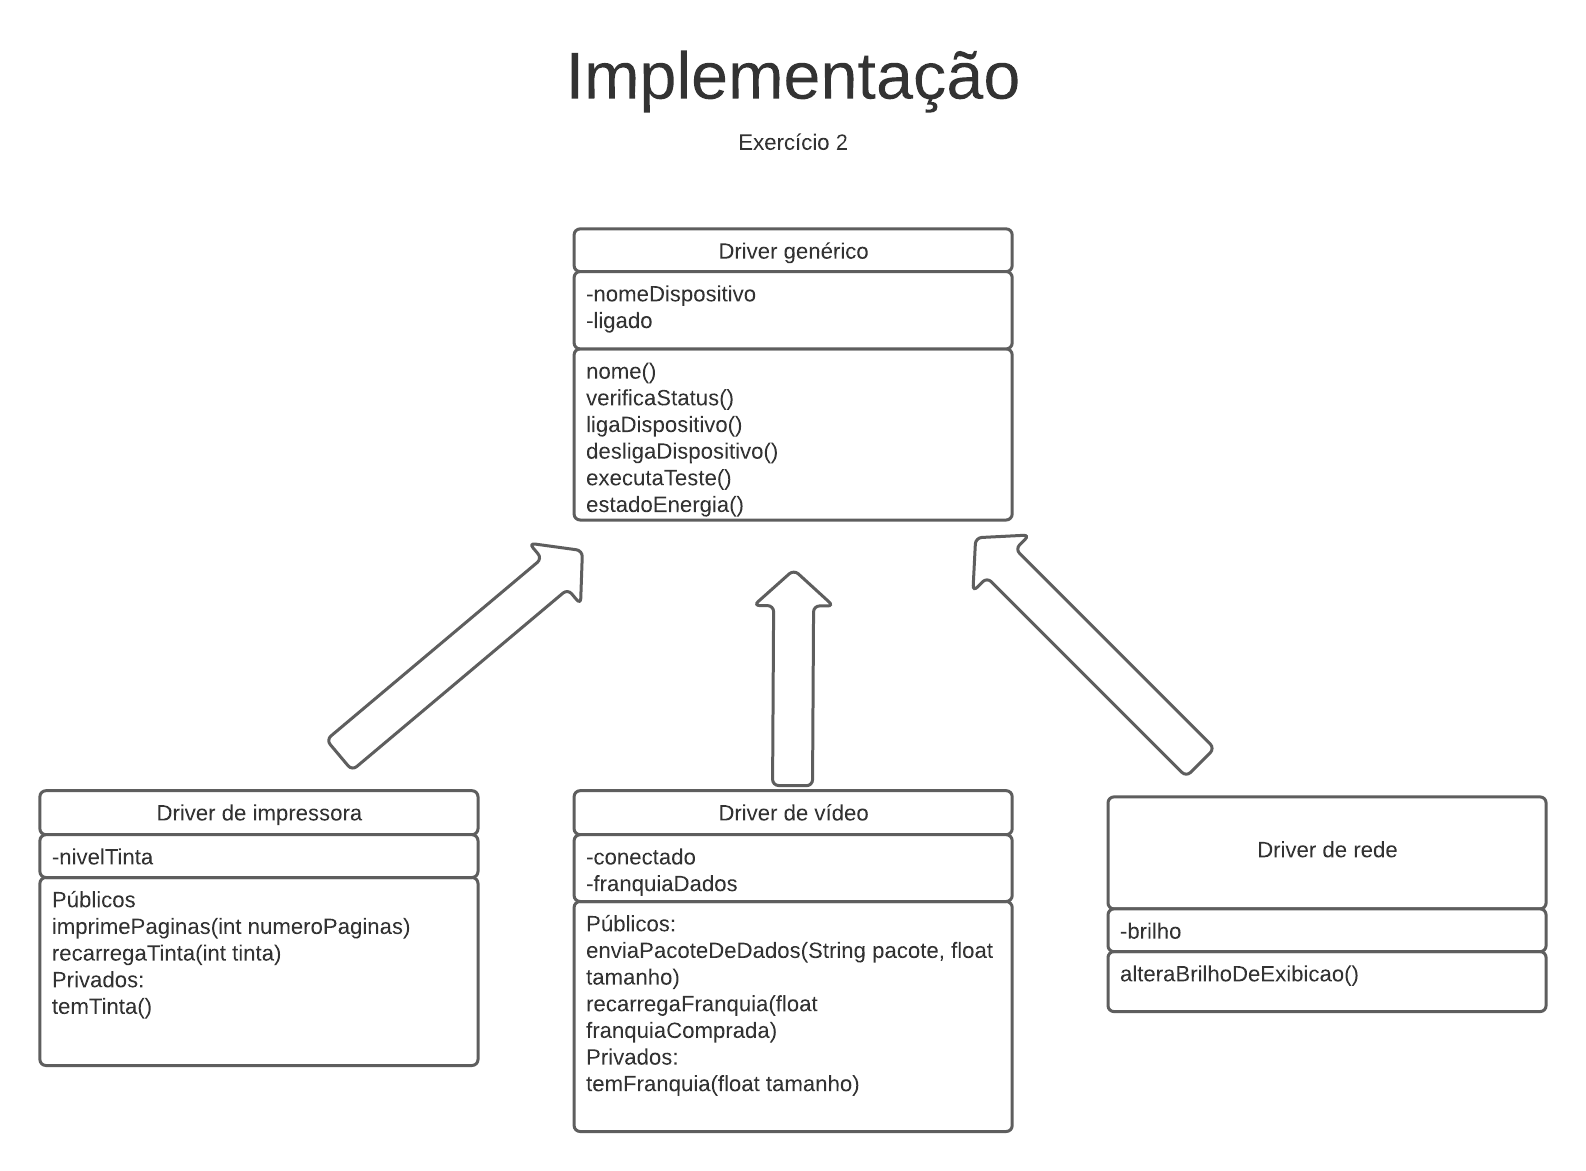 Implementação
Exercício 2
Driver genérico
-nomeDispositivo
-ligado
nome()
verificaStatus()
ligaDispositivo()
desligaDispositivo()
executaTeste()
estadoEnergia()
Driver de impressora
-nivelTinta
Públicos
imprimePaginas(int numeroPaginas)
recarregaTinta(int tinta)
Privados:
temTinta()
Driver de vídeo
-conectado
-franquiaDados
Públicos:
enviaPacoteDeDados(String pacote, float
tamanho)
recarregaFranquia(float
franquiaComprada)
Privados:
temFranquia(float tamanho)
Driver de rede
-brilho
alteraBrilhoDeExibicao()